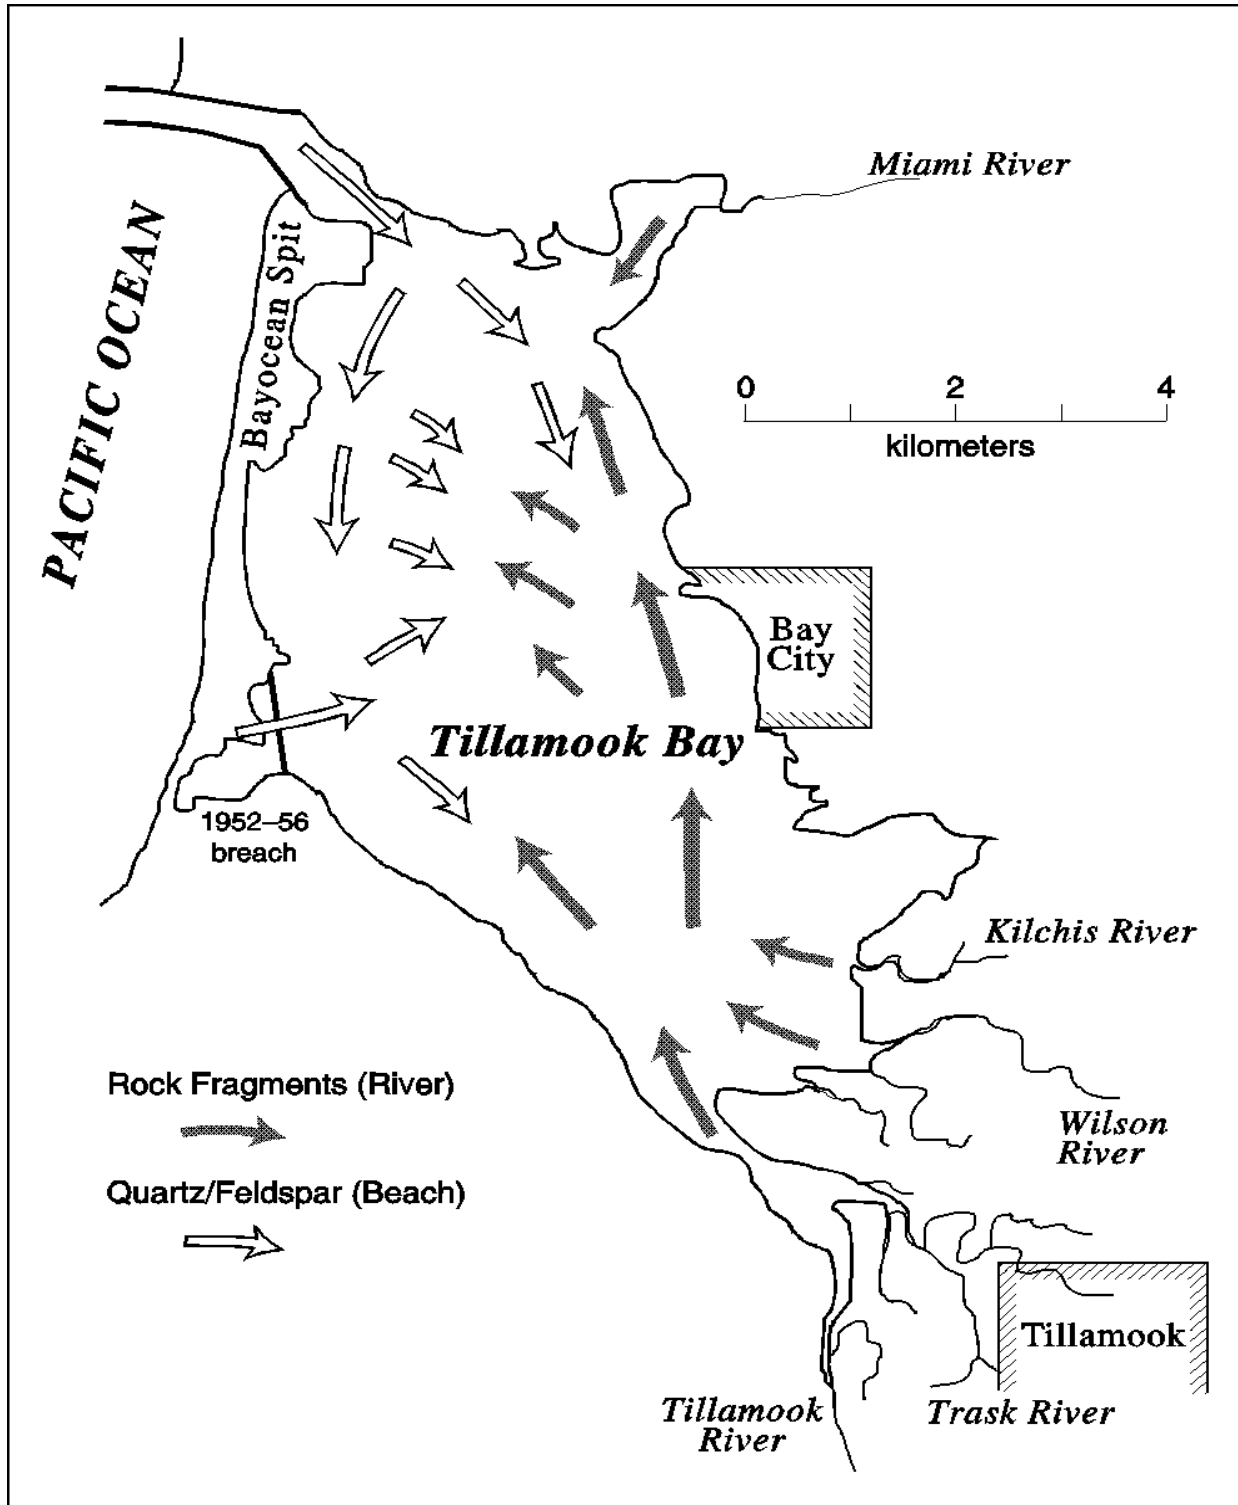 Miami River
PACIFIC OCEAN
Bayocean Spit
0 2 4
kilometers
Bay
City
Tillamook Bay
1952–56
breach
Kilchis River
Rock Fragments (River)
Wilson
River
Quartz/Feldspar (Beach)
Tillamook
Tillamook
River
Trask River